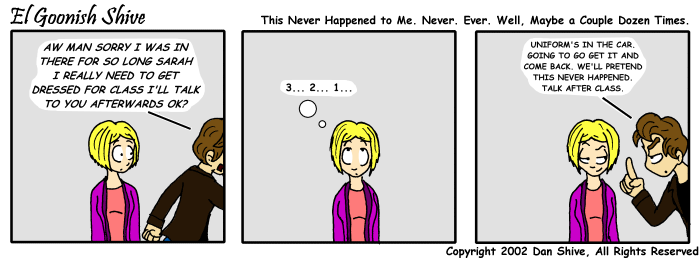 El Goonish Shive
This Never Happened to Me. Never. Ever. Well, Maybe a Couple Dozen Times.
AW MAN SORRY I WAS IN
THERE FOR SO LONG SARAH
I REALLY NEED TO GET
DRESSED FOR CLASS I'LL TALK
TO YOU AFTERWARDS OK?
3... 2... 1...
UNIFORM'S IN THE CAR.
GOING TO GO GET IT AND
COME BACK. WE'LL PRETEND
THIS NEVER HAPPENED.
TALK AFTER CLASS.
Copyright 2002 Dan Shive, All Rights Reserved